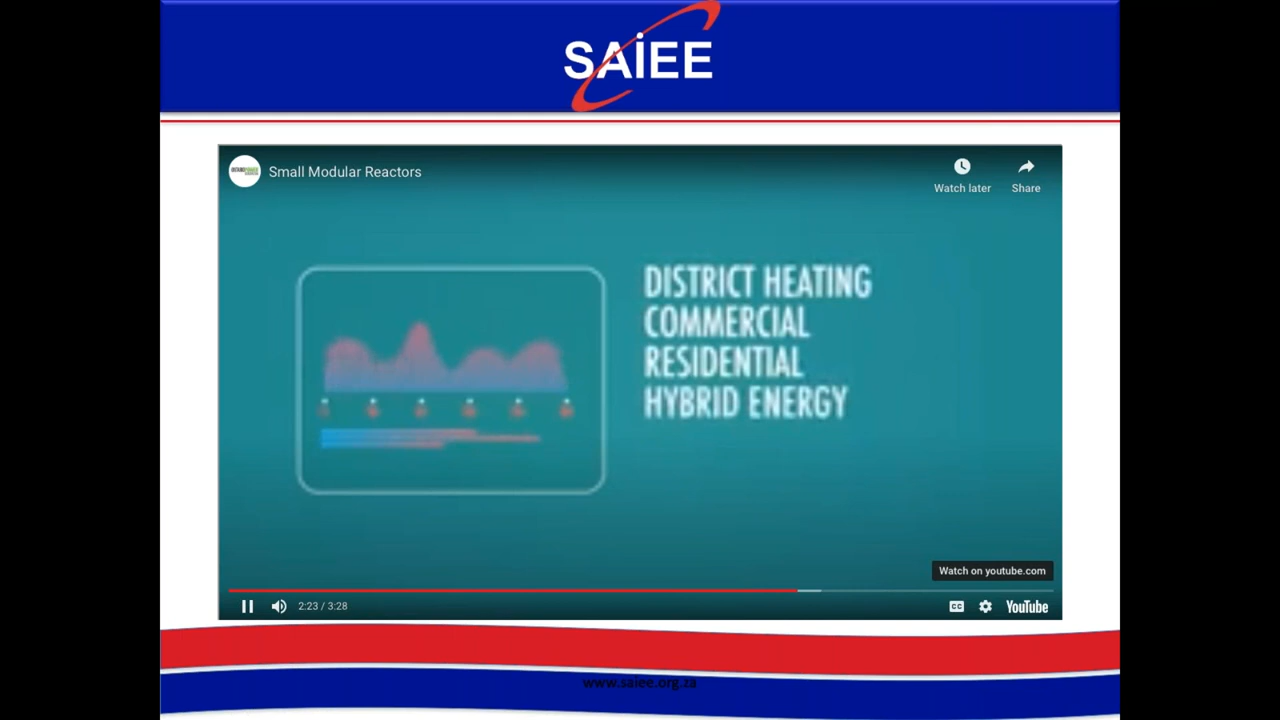 SAiEE
Small Modular Reactors
Watch later
Share
DISTRICT HEATING
COMMERCIAL
RESIDENTIAL
HYBRID ENERGY
Watch on youtube.com
2:23 / 3:28
CC
YouTube
www.saiee.org.za